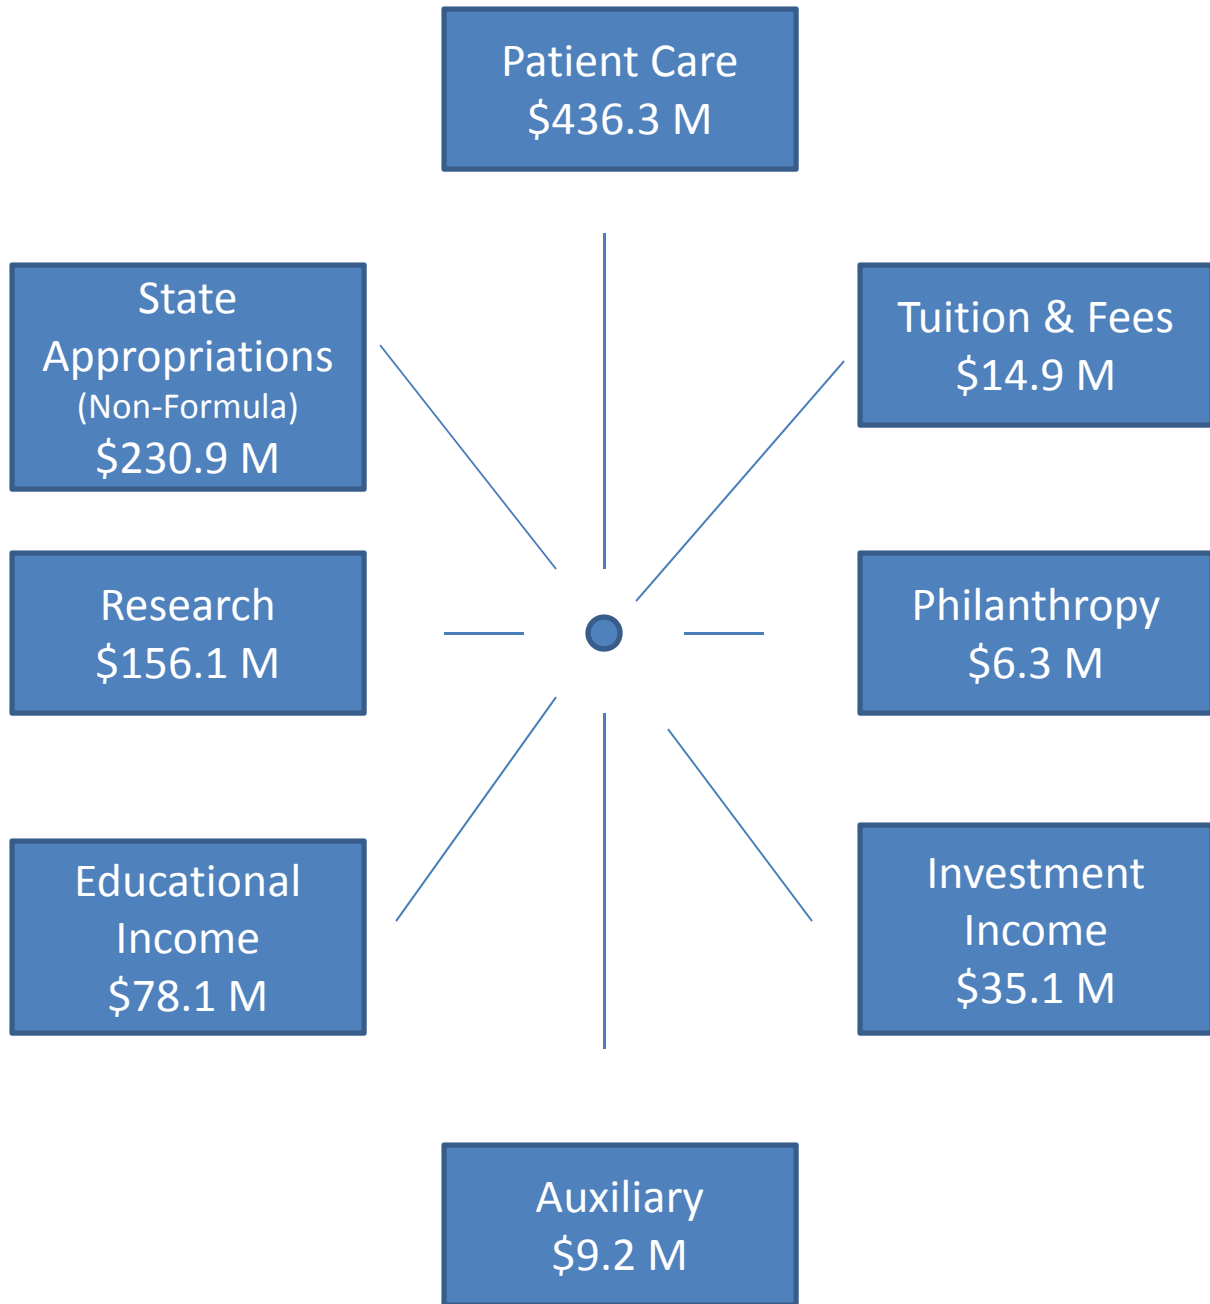 Patient Care
$436.3 M
State
Appropriations
(Non-Formula)
$230.9 M
Tuition & Fees
$14.9 M
Research
$156.1 M
Philanthropy
$6.3 M
Educational
Income
$78.1 M
Investment
Income
$35.1 M
Auxiliary
$9.2 M